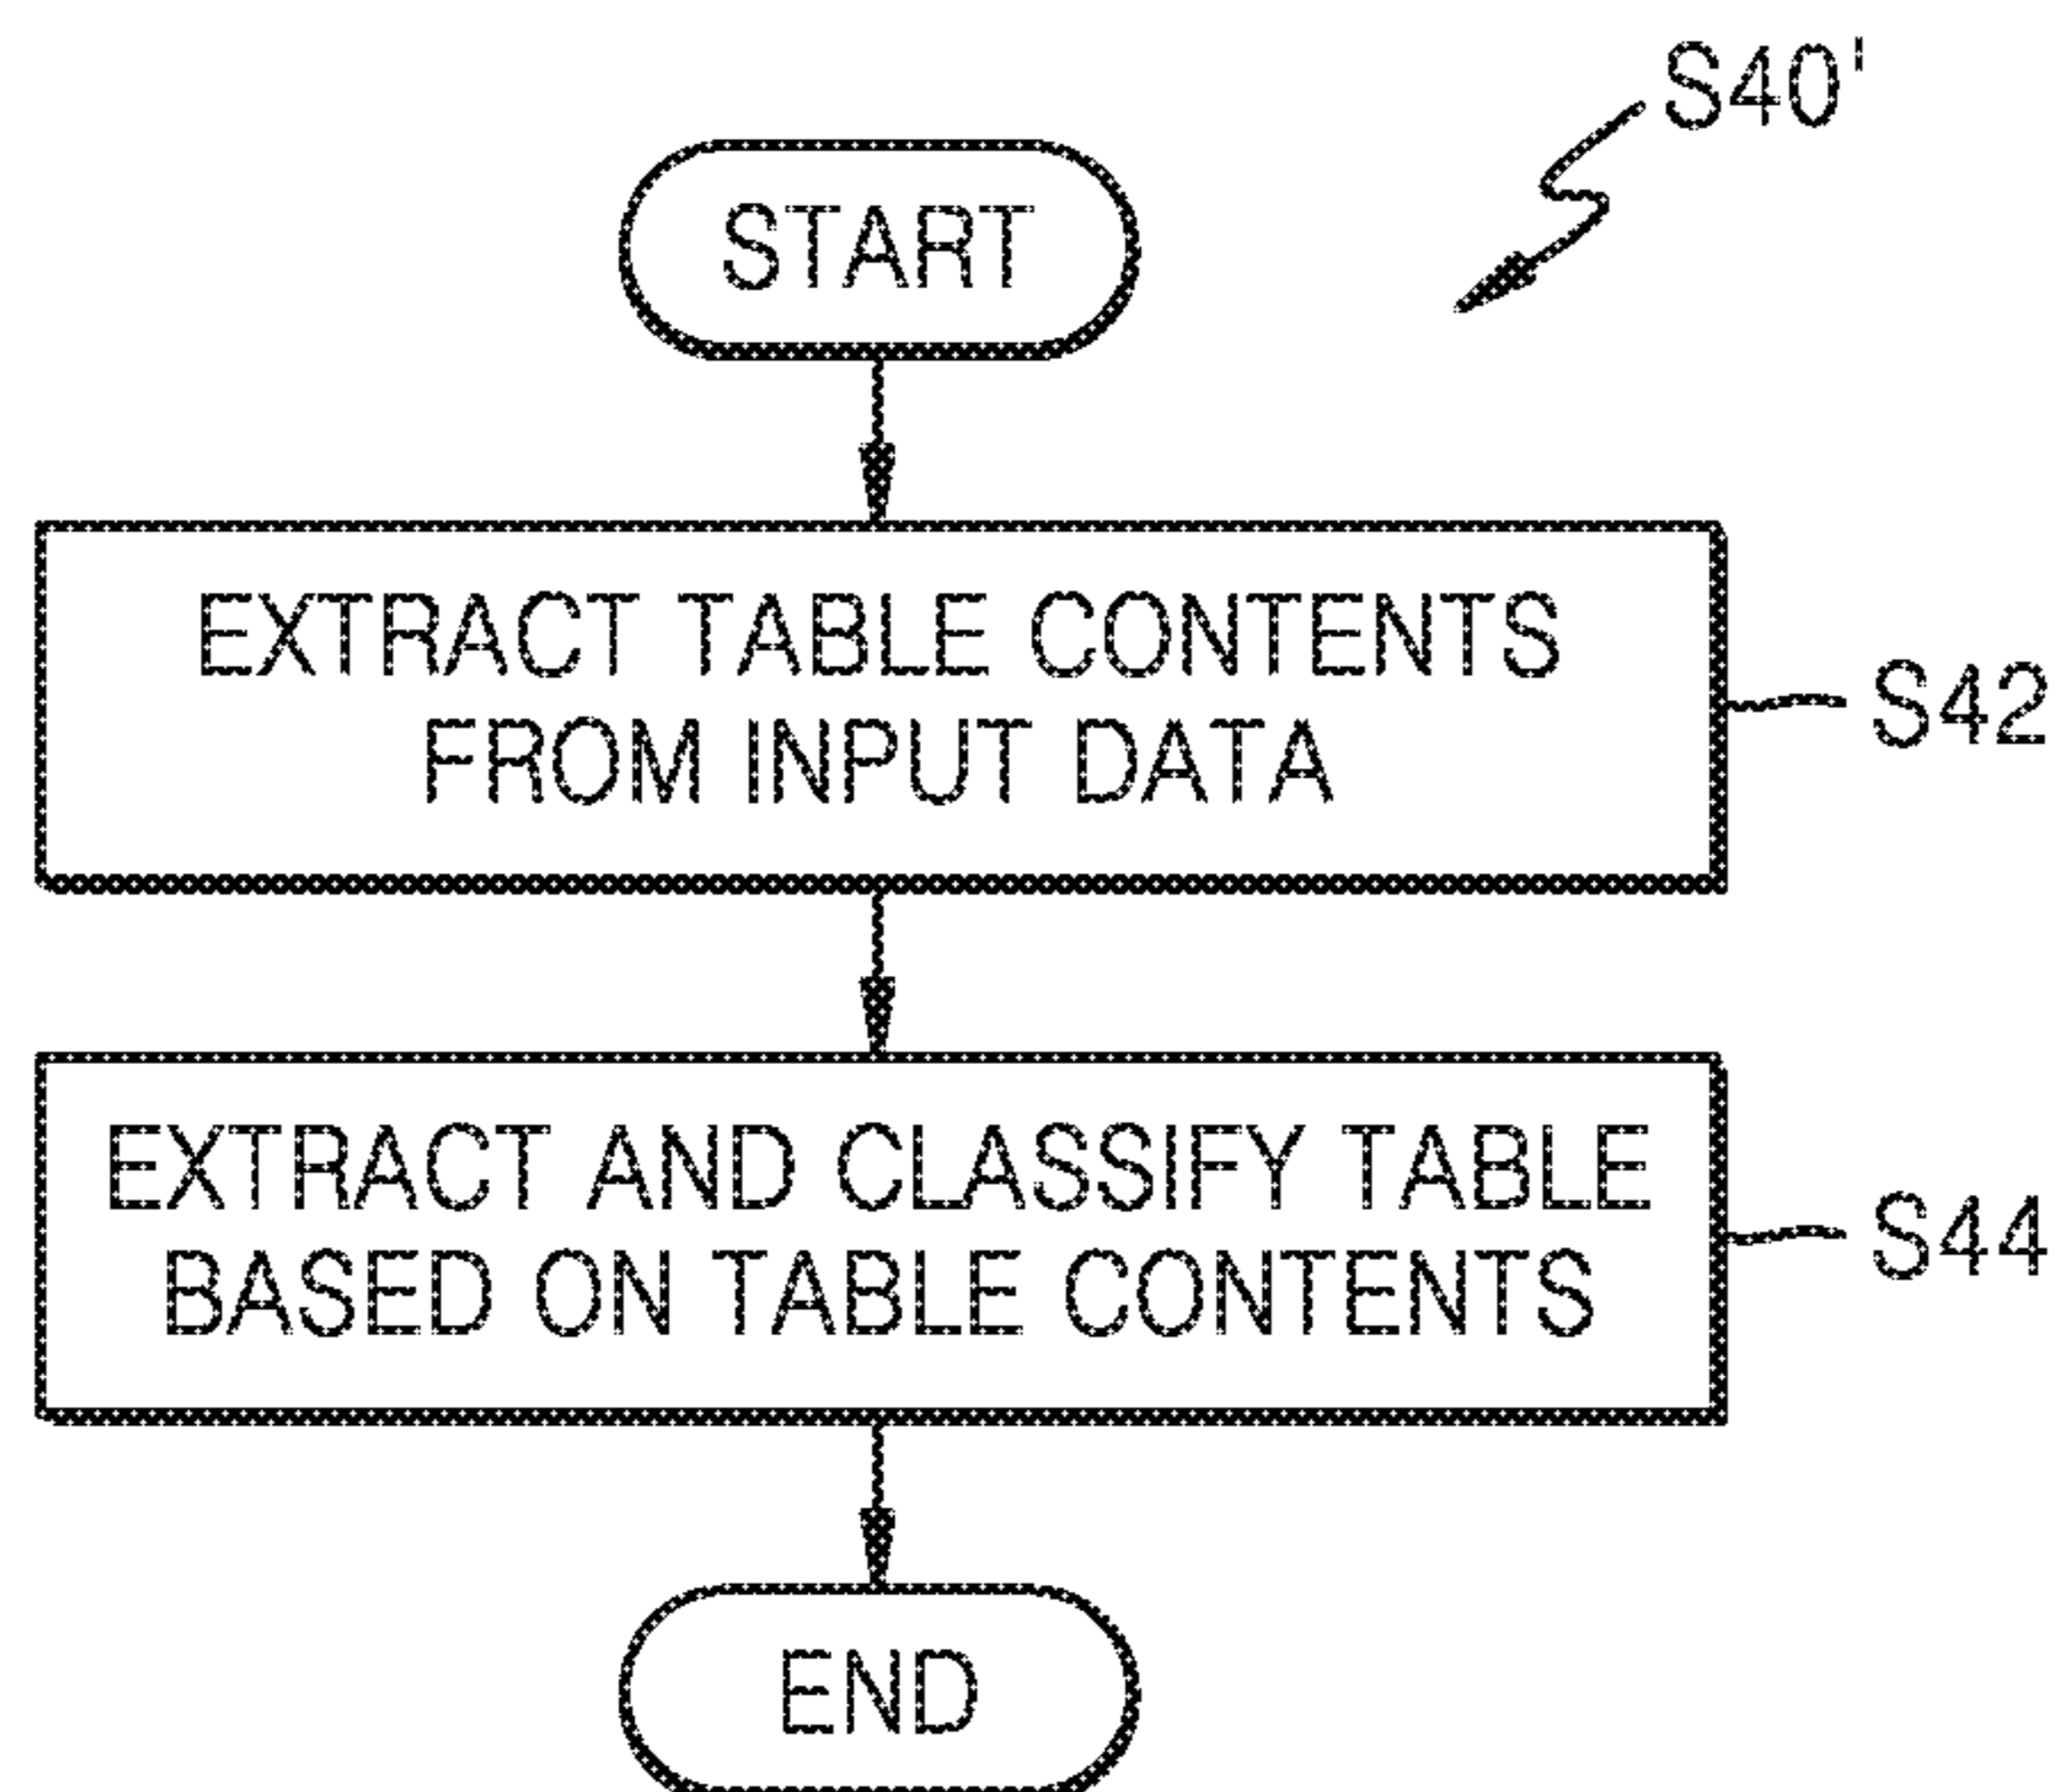 S40'
START
EXTRACT TABLE CONTENTS
FROM INPUT DATA
S42
EXTRACT AND CLASSIFY TABLE
BASED ON TABLE CONTENTS
S44
END